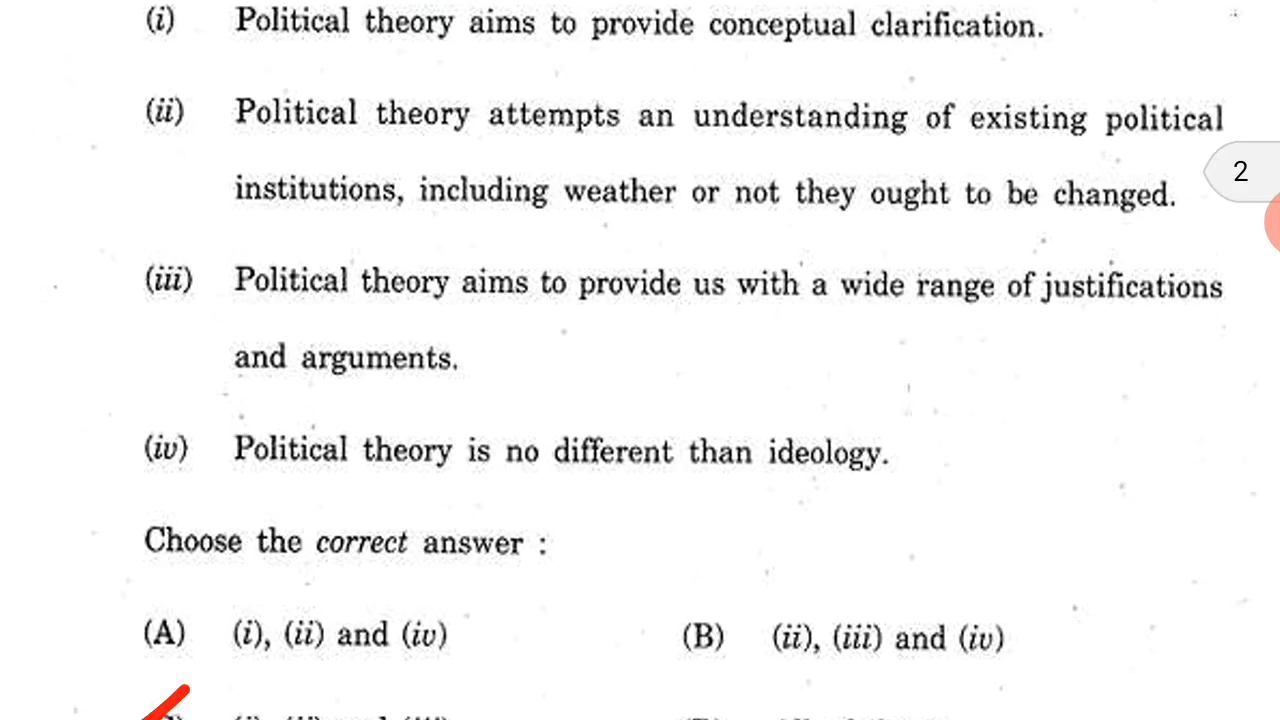 (i) Political theory aims to provide conceptual clarification.
(ii) Political theory attempts an understanding of existing political
2
institutions, including weather or not they ought to be changed.
(iii) Political theory aims to provide us with a wide range of justifications
and arguments.
(iv) Political theory is no different than ideology.
Choose the correct answer :
(A) (i), (ii) and (iv) (B) (ii), (iii) and (iv)